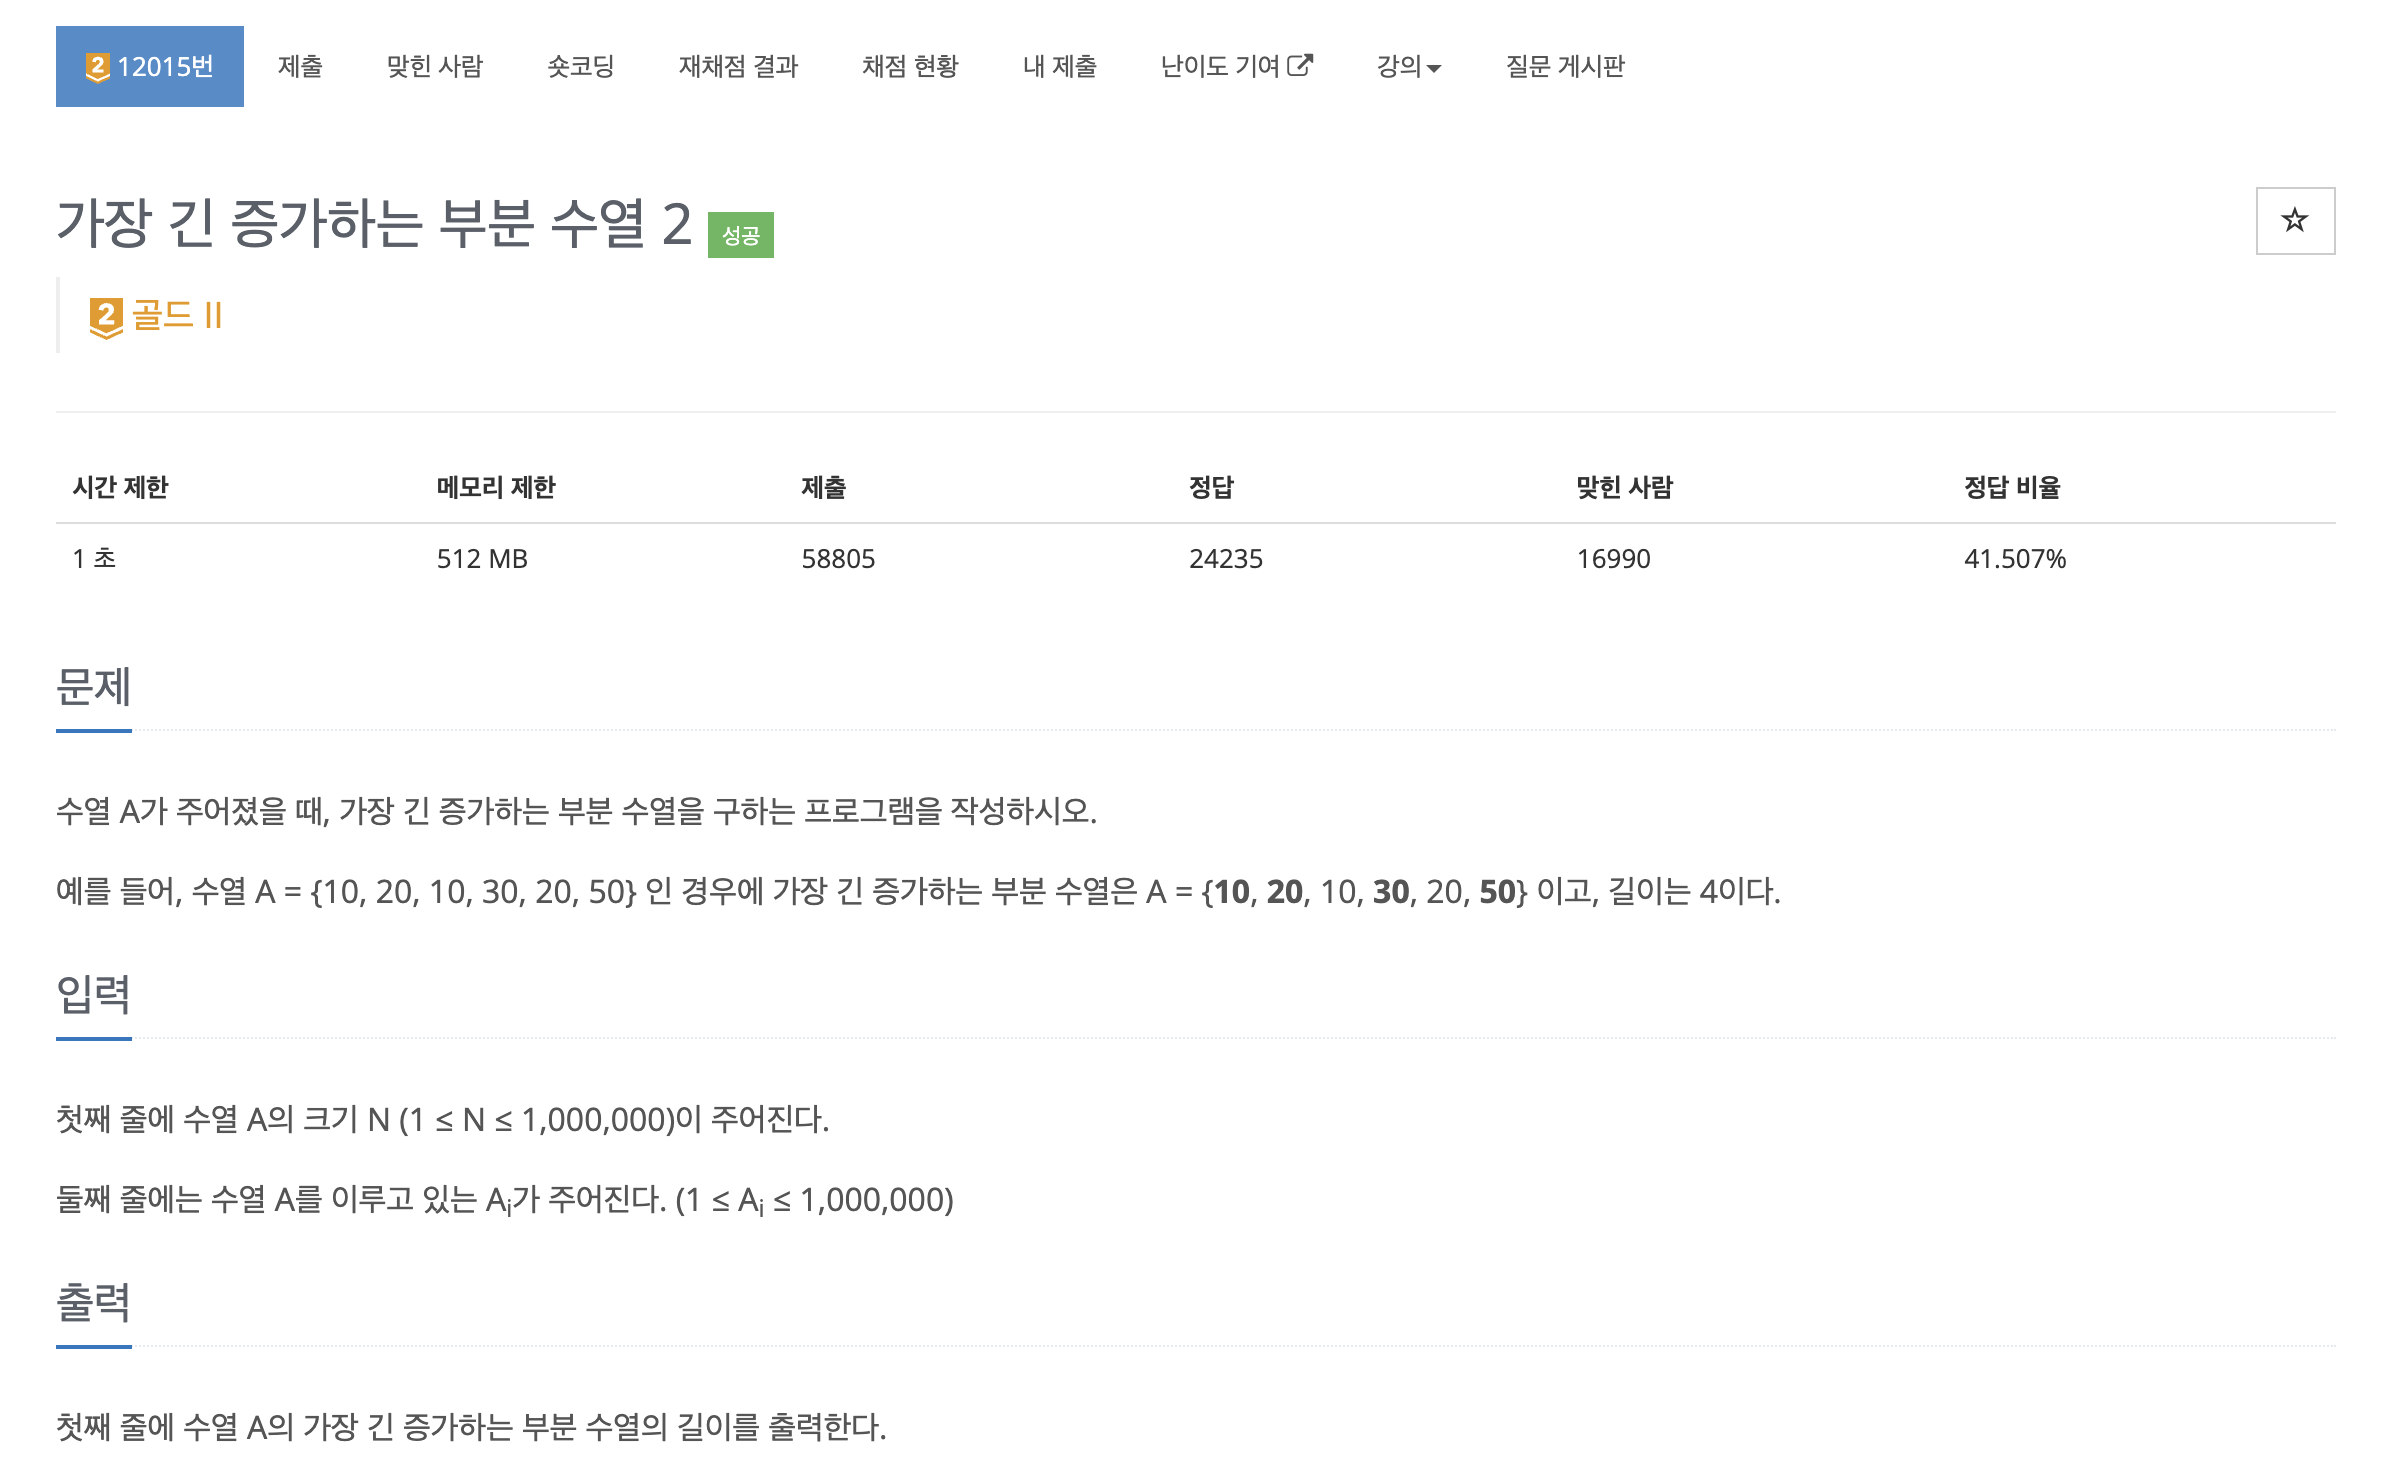 2 12015번 제출 맞힌 사람 숏코딩 재채점 결과 채점 현황 내 제출 난이도 기여 강의 질문 게시판
가장 긴 증가하는 부분 수열 2 성공
2 골드 II
시간 제한 메모리 제한 제출 정답 맞힌 사람 정답 비율
1 초 512 MB 58805 24235 16990 41.507%
문제
수열 A가 주어졌을 때, 가장 긴 증가하는 부분 수열을 구하는 프로그램을 작성하시오.
예를 들어, 수열 A = {10, 20, 10, 30, 20, 50} 인 경우에 가장 긴 증가하는 부분 수열은 A = {10, 20, 10, 30, 20, 50} 이고, 길이는 4이다.
입력
첫째 줄에 수열 A의 크기 N (1 ≤ N ≤ 1,000,000)이 주어진다.
둘째 줄에는 수열 A를 이루고 있는 Ai가 주어진다. (1 ≤ Ai ≤ 1,000,000)
출력
첫째 줄에 수열 A의 가장 긴 증가하는 부분 수열의 길이를 출력한다.